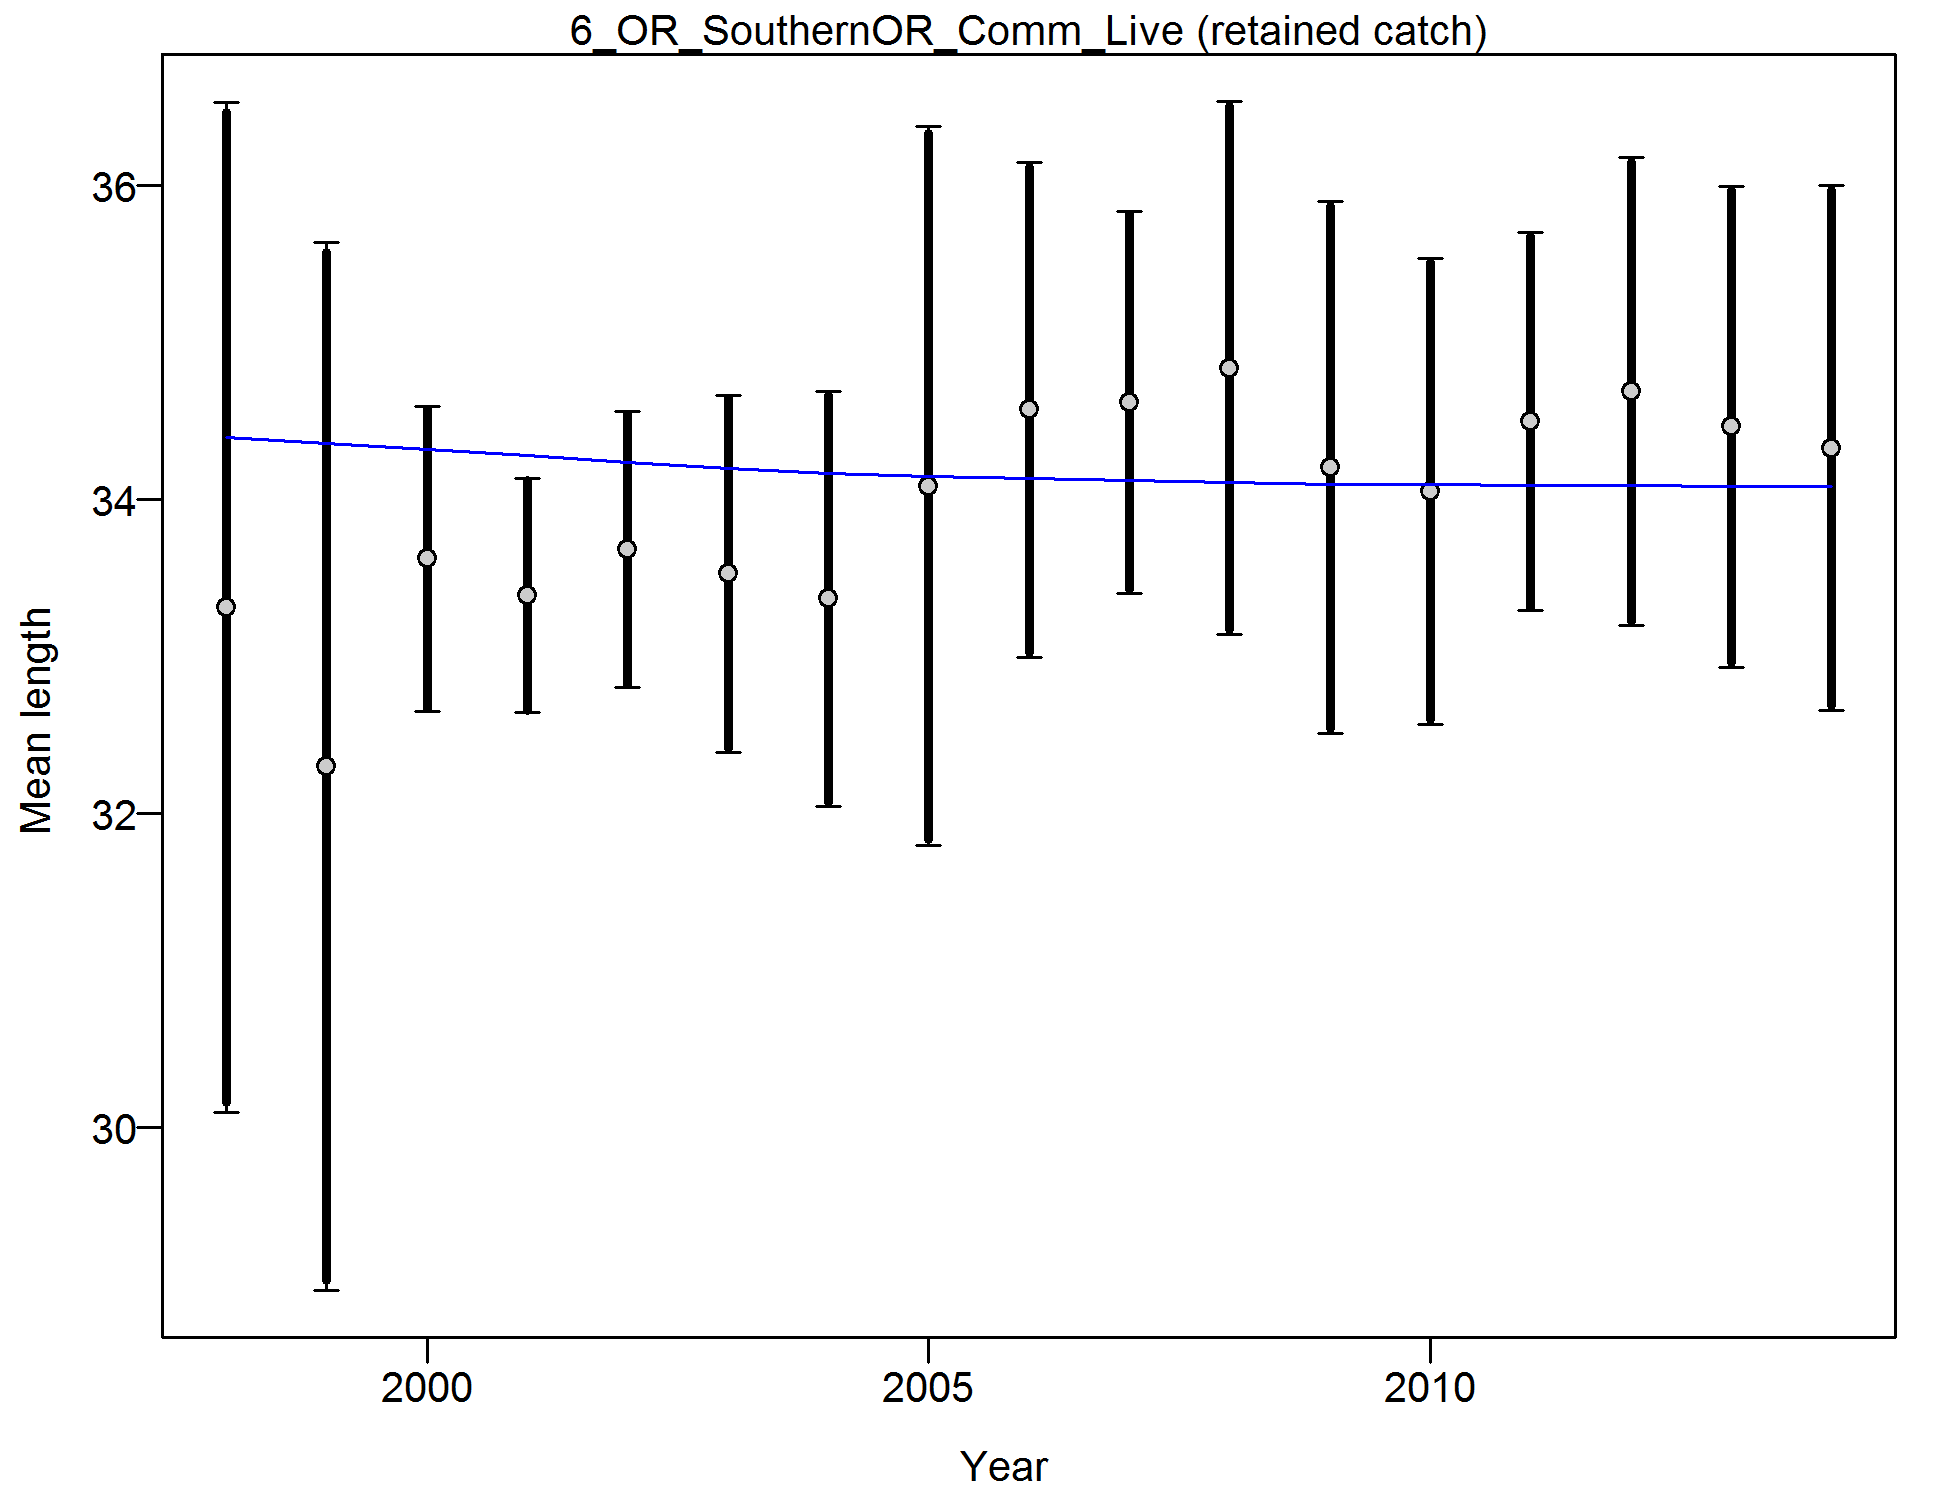 6_OR_SouthernOR_Comm_Live (retained catch)
36
34
32
30
Mean length
2000 2005 2010
Year